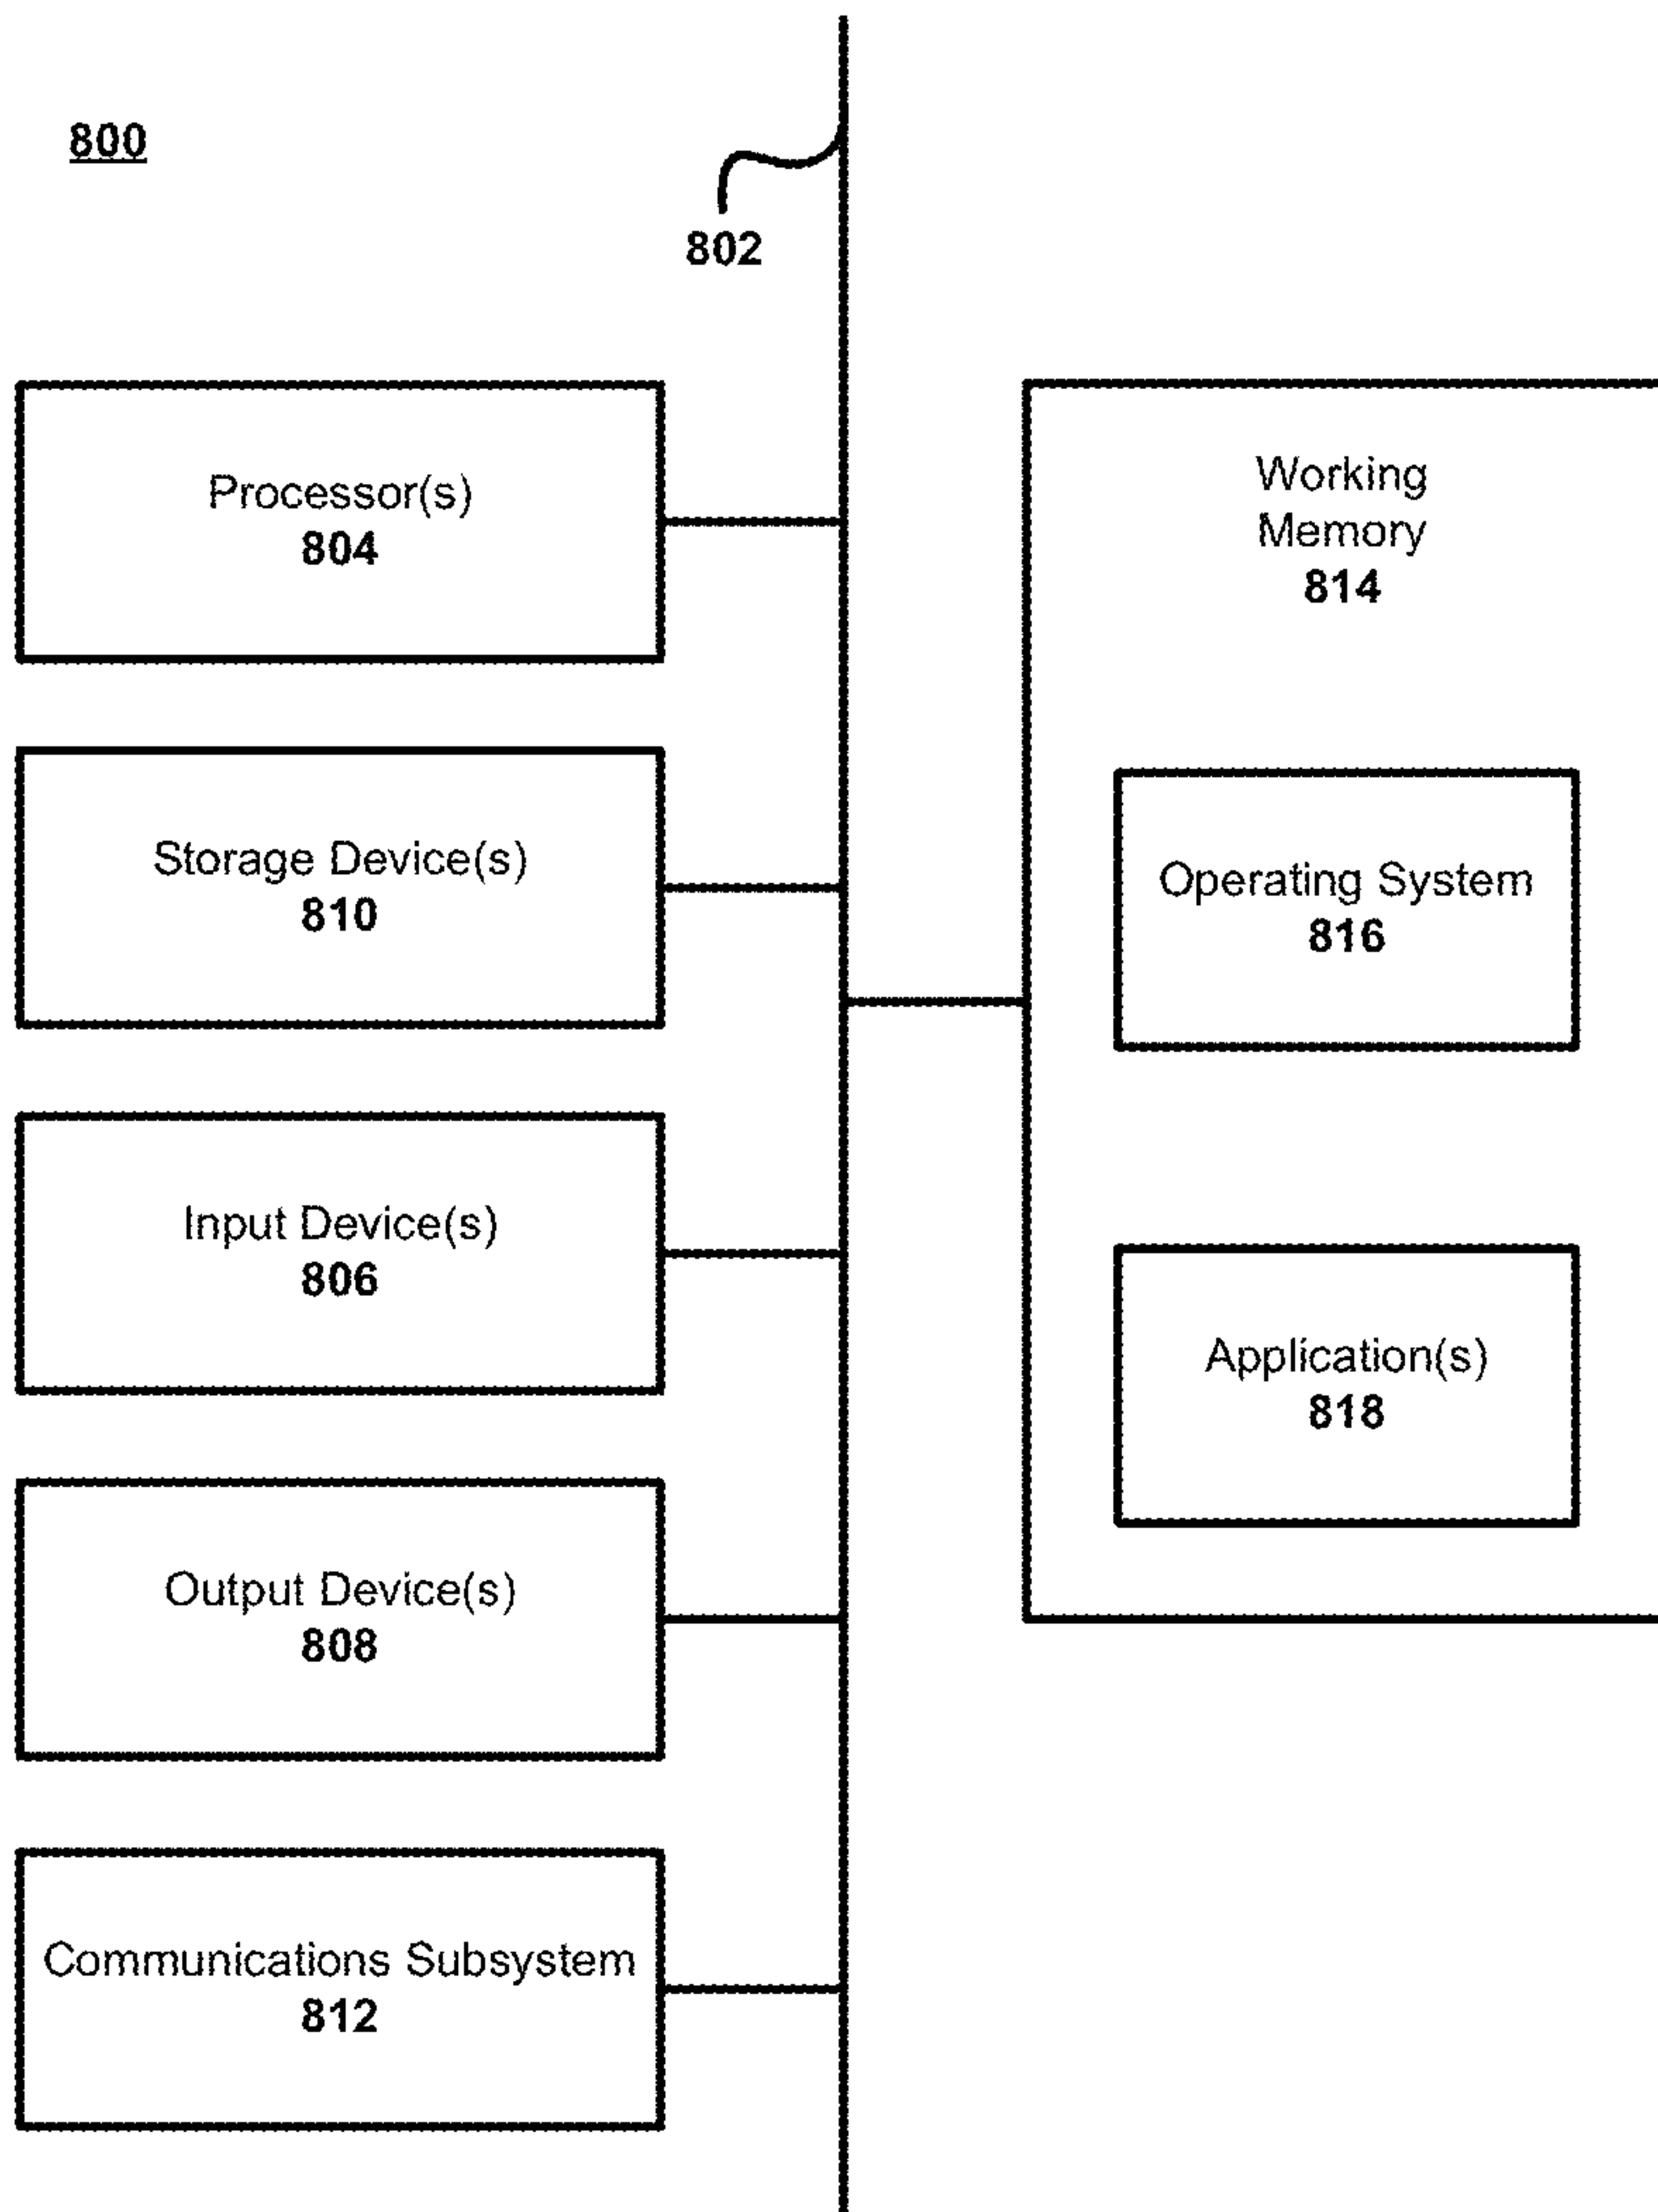 800
802
Processor(s)
804
Storage Device(s)
810
Input Device(s)
806
Output Device(s)
808
Communications Subsystem
812
Working
Memory
814
Operating System
816
Application(s)
818